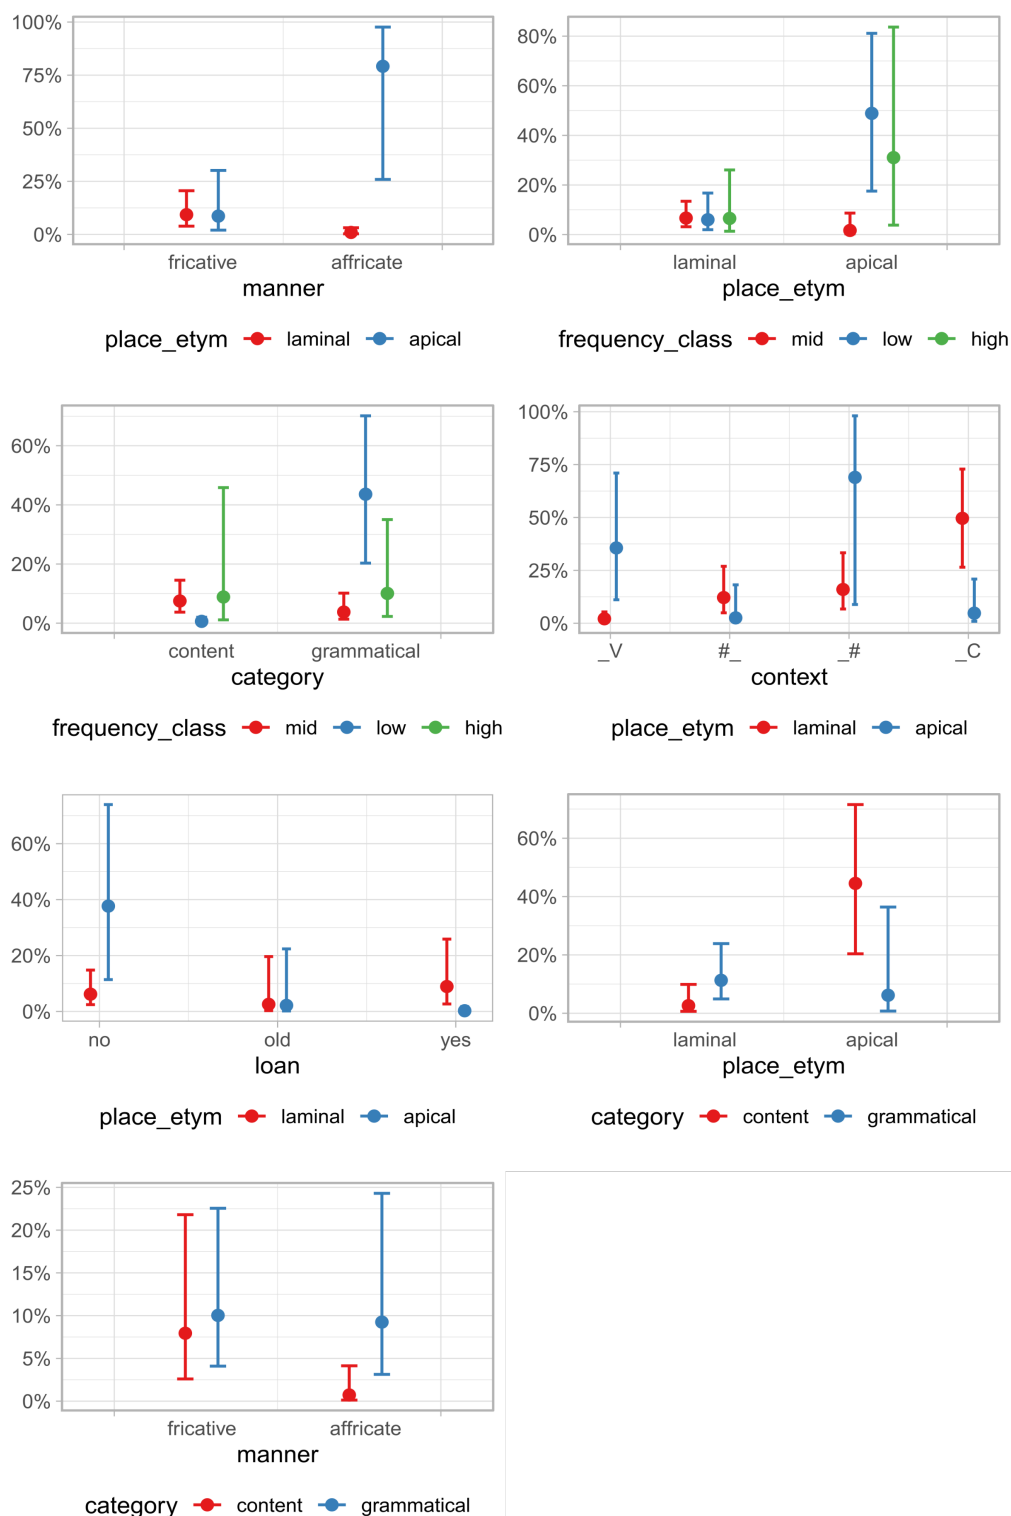 100%
75%
50%
25%
0%
fricative affricate
manner
place_etym laminal apical
80%
60%
40%
20%
0%
laminal apical
place_etym
frequency_class mid low high
60%
40%
20%
0%
content grammatical
category
frequency_class mid low high
100%
75%
50%
25%
0%
_V #_ _# _C
context
place_etym laminal apical
60%
40%
20%
0%
no old yes
loan
place_etym laminal apical
60%
40%
20%
0%
laminal apical
place_etym
category content grammatical
25%
20%
15%
10%
5%
0%
fricative affricate
manner
category content grammatical